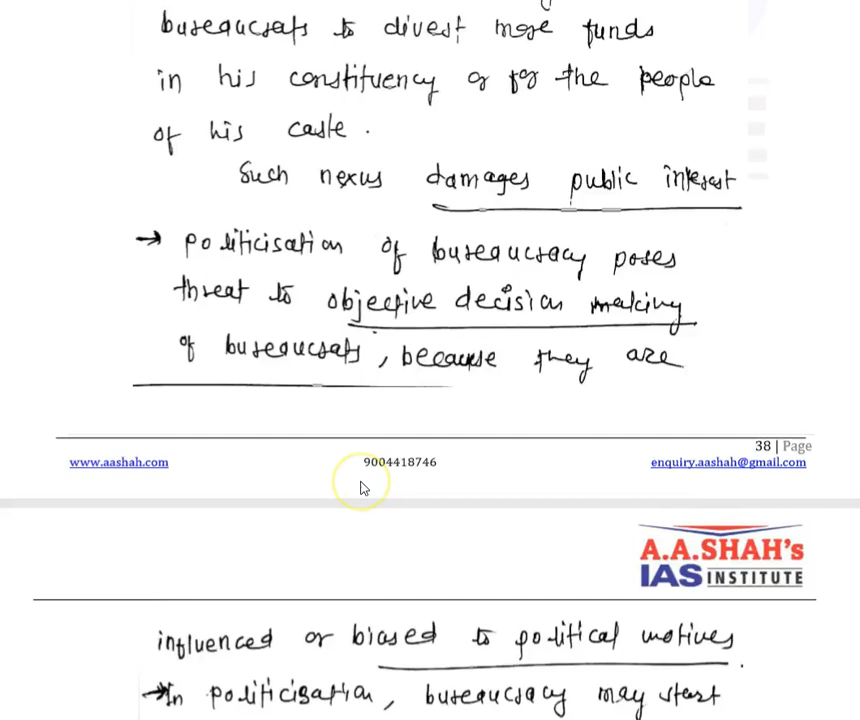 bureaucrats to divest more funds
in his constituency or for the people
of his caste.
Such nexus damages public interest
→ politicisation of bureaucracy poses
threat to objective decision making
of bureaucrats, because they are
38 | Page
www.aashah.com 9004418746 enquiry.aashah@gmail.com
A.A.SHAH's
IAS INSTITUTE
influenced or biased to political motives.
→ In politicisation, bureaucracy may start